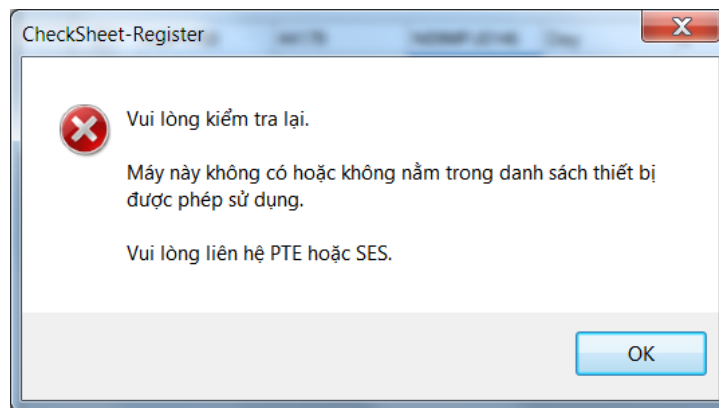 CheckSheet-Register
Vui lòng kiểm tra lại.
Máy này không có hoặc không nằm trong danh sách thiết bị
được phép sử dụng.
Vui lòng liên hệ PTE hoặc SES.
OK